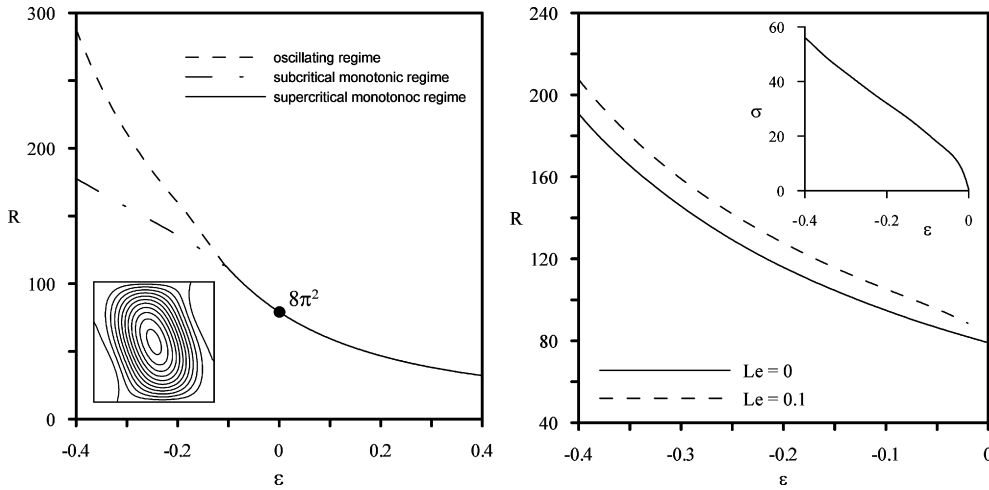 300
200
100
0
R
-0.4
-0.2
0
0.2
0.4
ε
oscillating regime
subcritical monotonic regime
supercritical monotonoc regime
8π²
240
200
160
120
80
40
R
-0.4
-0.3
-0.2
-0.1
0
ε
Le = 0
Le = 0.1
60
40
20
0
σ
-0.4
-0.2
0
ε